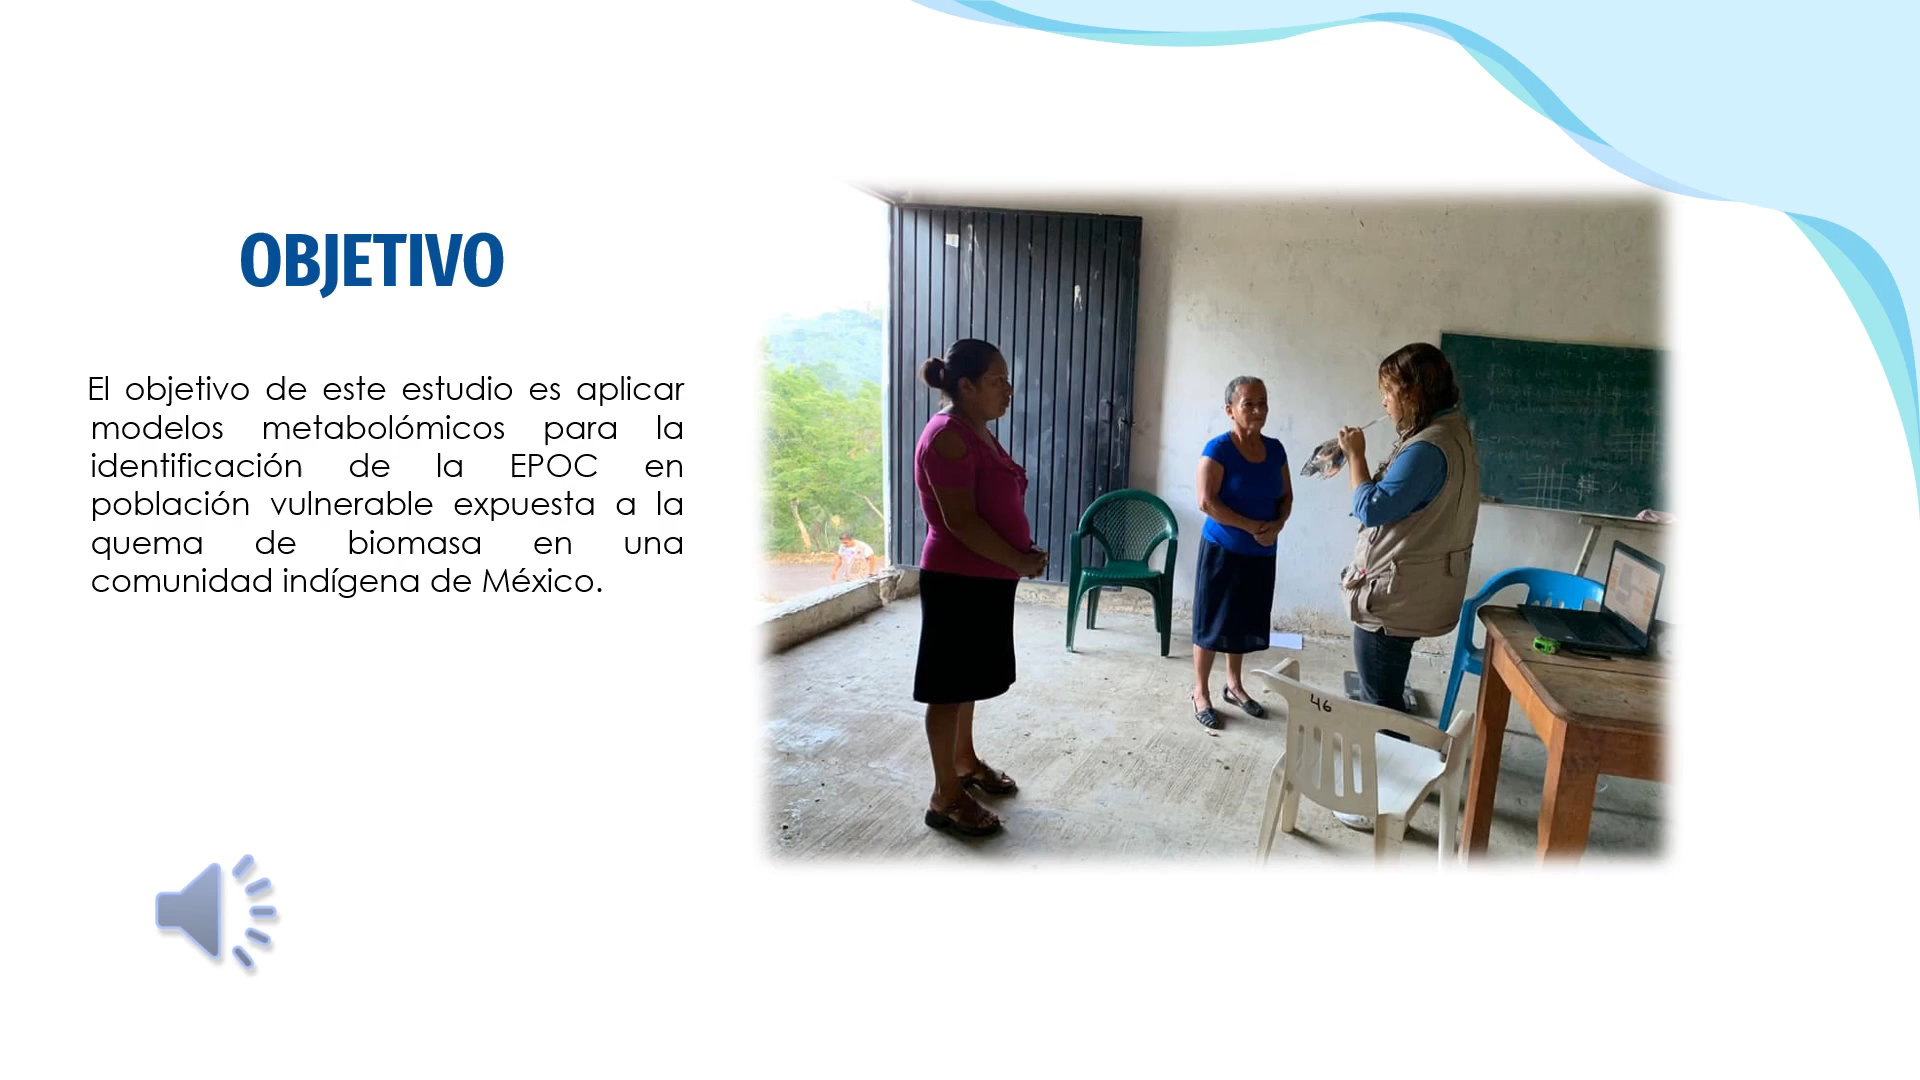 OBJETIVO
El objetivo de este estudio es aplicar
modelos metabolómicos para la
identificación de la EPOC en
población vulnerable expuesta a la
quema de biomasa en una
comunidad indígena de México.
46